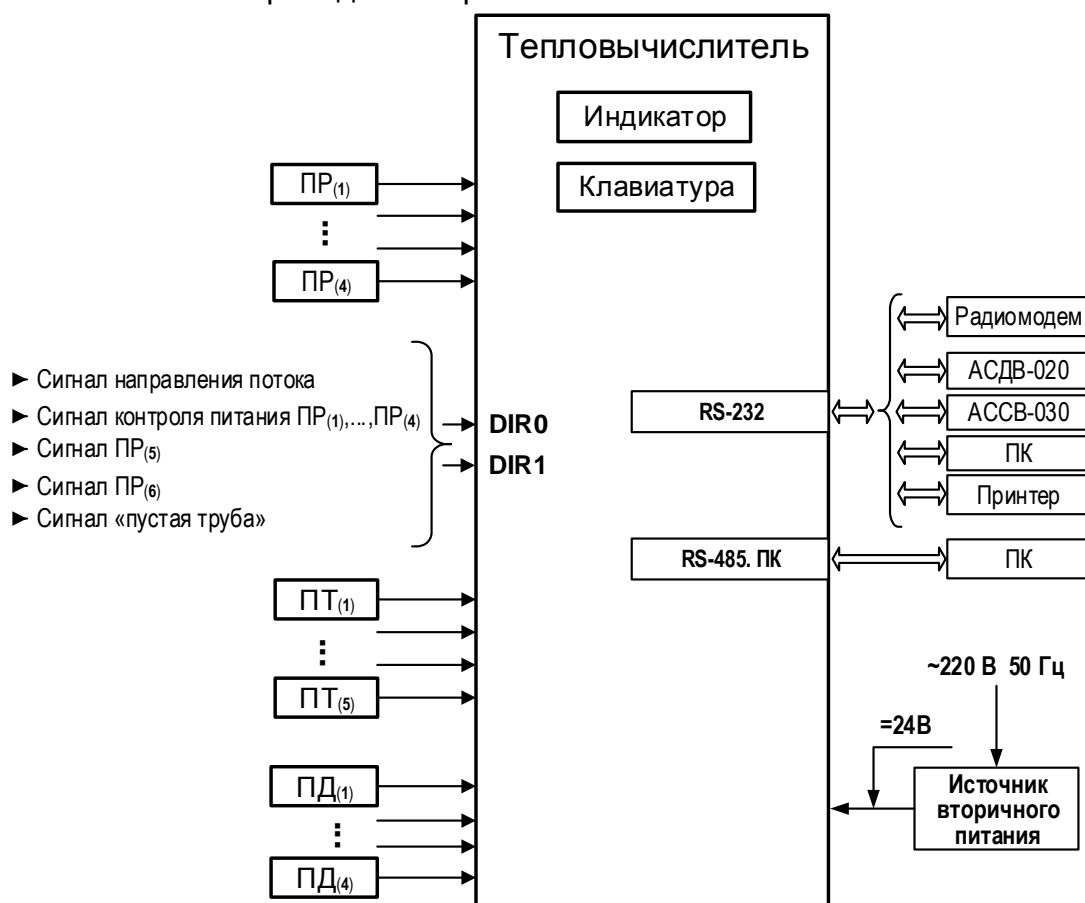 Тепловычислитель
Индикатор
Клавиатура
ПР(1)
ПР(4)
► Сигнал направления потока
► Сигнал контроля питания ПР(1),...,ПР(4)
► Сигнал ПР(5)
► Сигнал ПР(6)
► Сигнал «пустая труба»
DIR0
DIR1
ПТ(1)
ПТ(5)
ПД(1)
ПД(4)
RS-232
RS-485. ПК
Радиомодем
АСДВ-020
АССВ-030
ПК
Принтер
ПК
~220 В 50 Гц
=24В
Источник
вторичного
питания